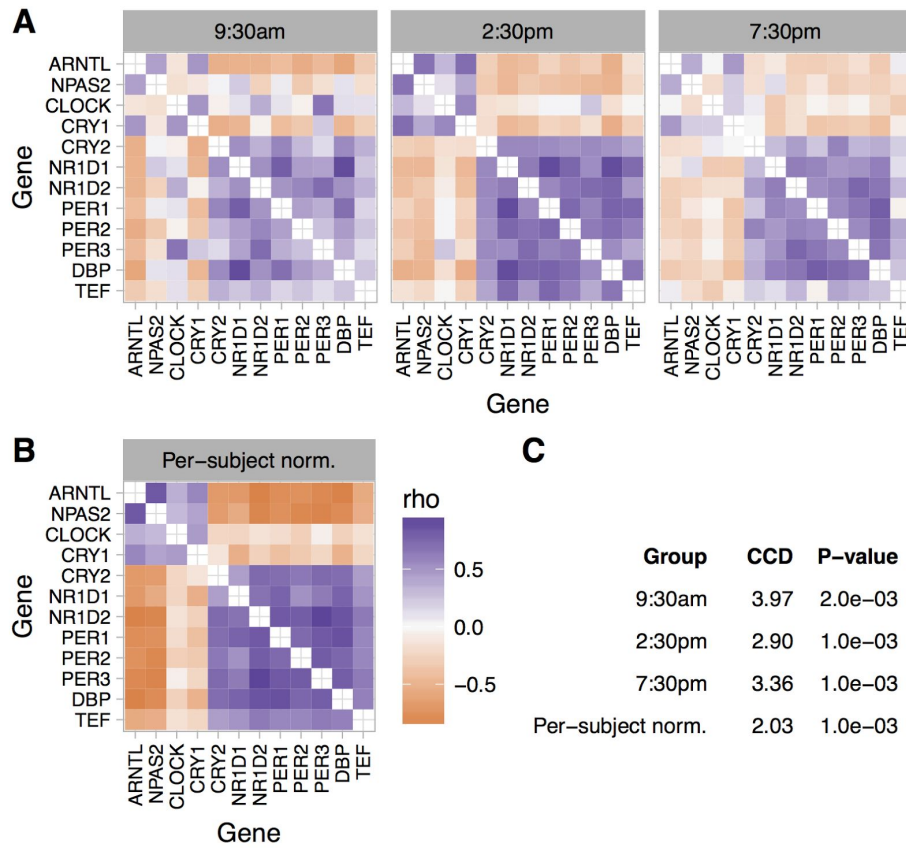 A
9:30am
2:30pm
7:30pm
Gene
ARNTL
NPAS2
CLOCK
CRY1
CRY2
NR1D1
NR1D2
PER1
PER2
PER3
DBP
TEF
ARNTL
NPAS2
CLOCK
CRY1
CRY2
NR1D1
NR1D2
PER1
PER2
PER3
DBP
TEF
ARNTL
NPAS2
CLOCK
CRY1
CRY2
NR1D1
NR1D2
PER1
PER2
PER3
DBP
TEF
ARNTL
NPAS2
CLOCK
CRY1
CRY2
NR1D1
NR1D2
PER1
PER2
PER3
DBP
TEF
Gene
B
Per−subject norm.
Gene
ARNTL
NPAS2
CLOCK
CRY1
CRY2
NR1D1
NR1D2
PER1
PER2
PER3
DBP
TEF
ARNTL
NPAS2
CLOCK
CRY1
CRY2
NR1D1
NR1D2
PER1
PER2
PER3
DBP
TEF
Gene
rho
0.5
0.0
−0.5
C
Group CCD P−value
9:30am 3.97 2.0e−03
2:30pm 2.90 1.0e−03
7:30pm 3.36 1.0e−03
Per−subject norm. 2.03 1.0e−03